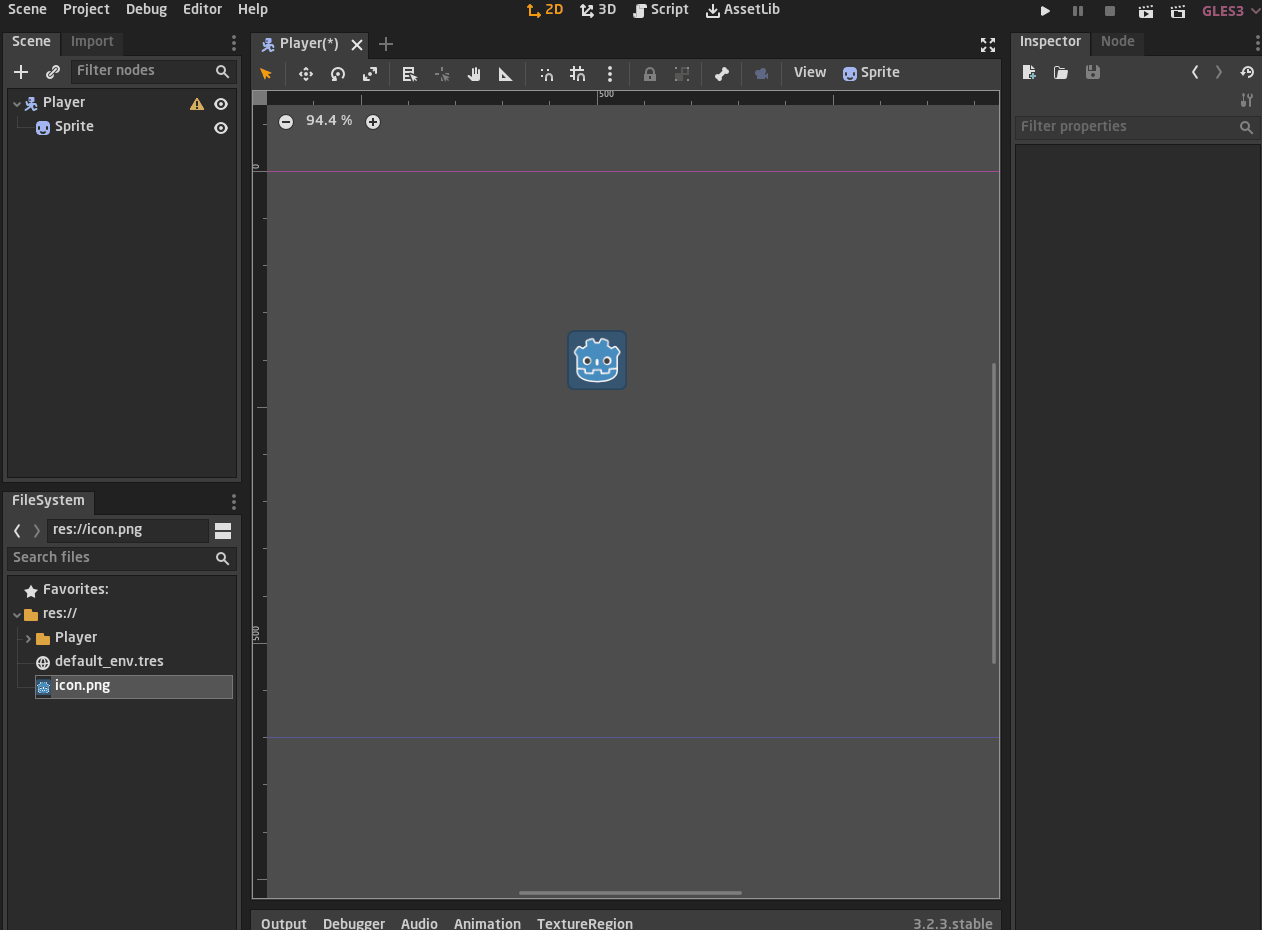 Scene Project Debug Editor Help 2D 3D Script AssetLib GLES3
Scene Import Player(*) Inspector Node
Filter nodes View Sprite
Player
Sprite
94.4 %
Filter properties
500
0
500
FileSystem
res://icon.png
Search files
Favorites:
res://
Player
default_env.tres
icon.png
Output Debugger Audio Animation TextureRegion 3.2.3.stable